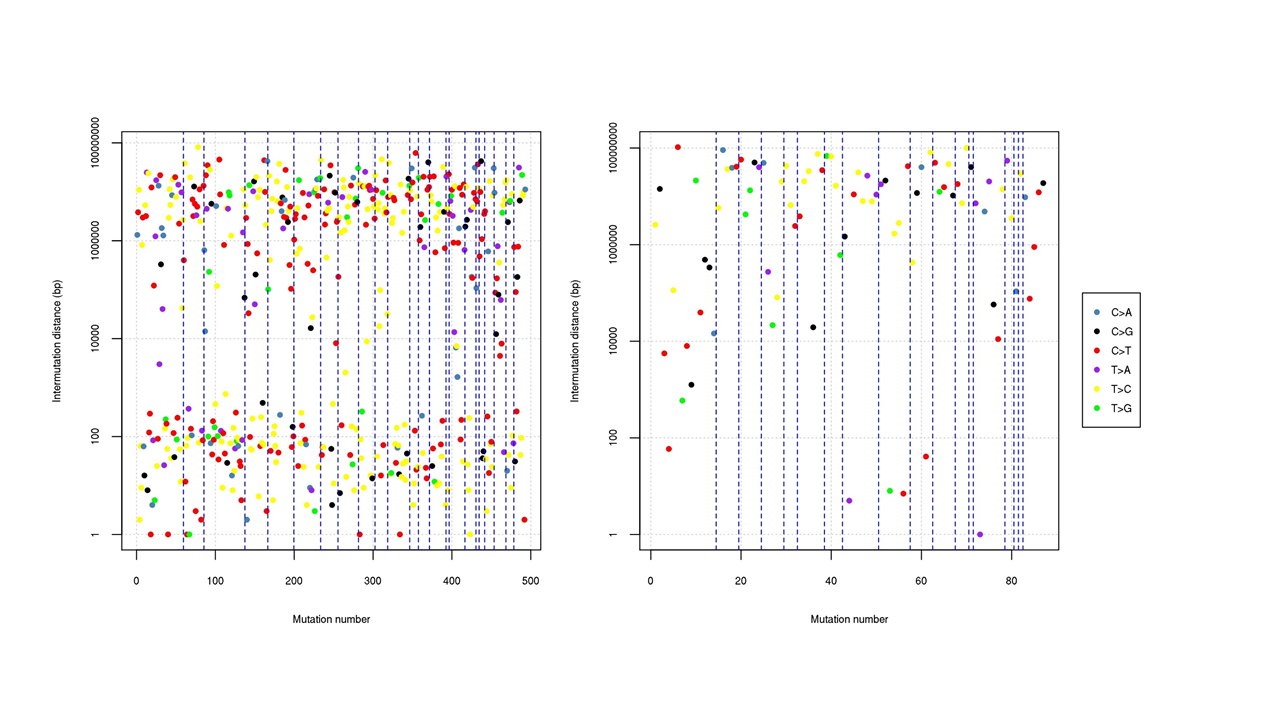 100000000
1000000
10000
100
1
Intermutation distance (bp)
0 100 200 300 400 500
Mutation number
100000000
1000000
10000
100
1
Intermutation distance (bp)
0 20 40 60 80
Mutation number
C>A
C>G
C>T
T>A
T>C
T>G